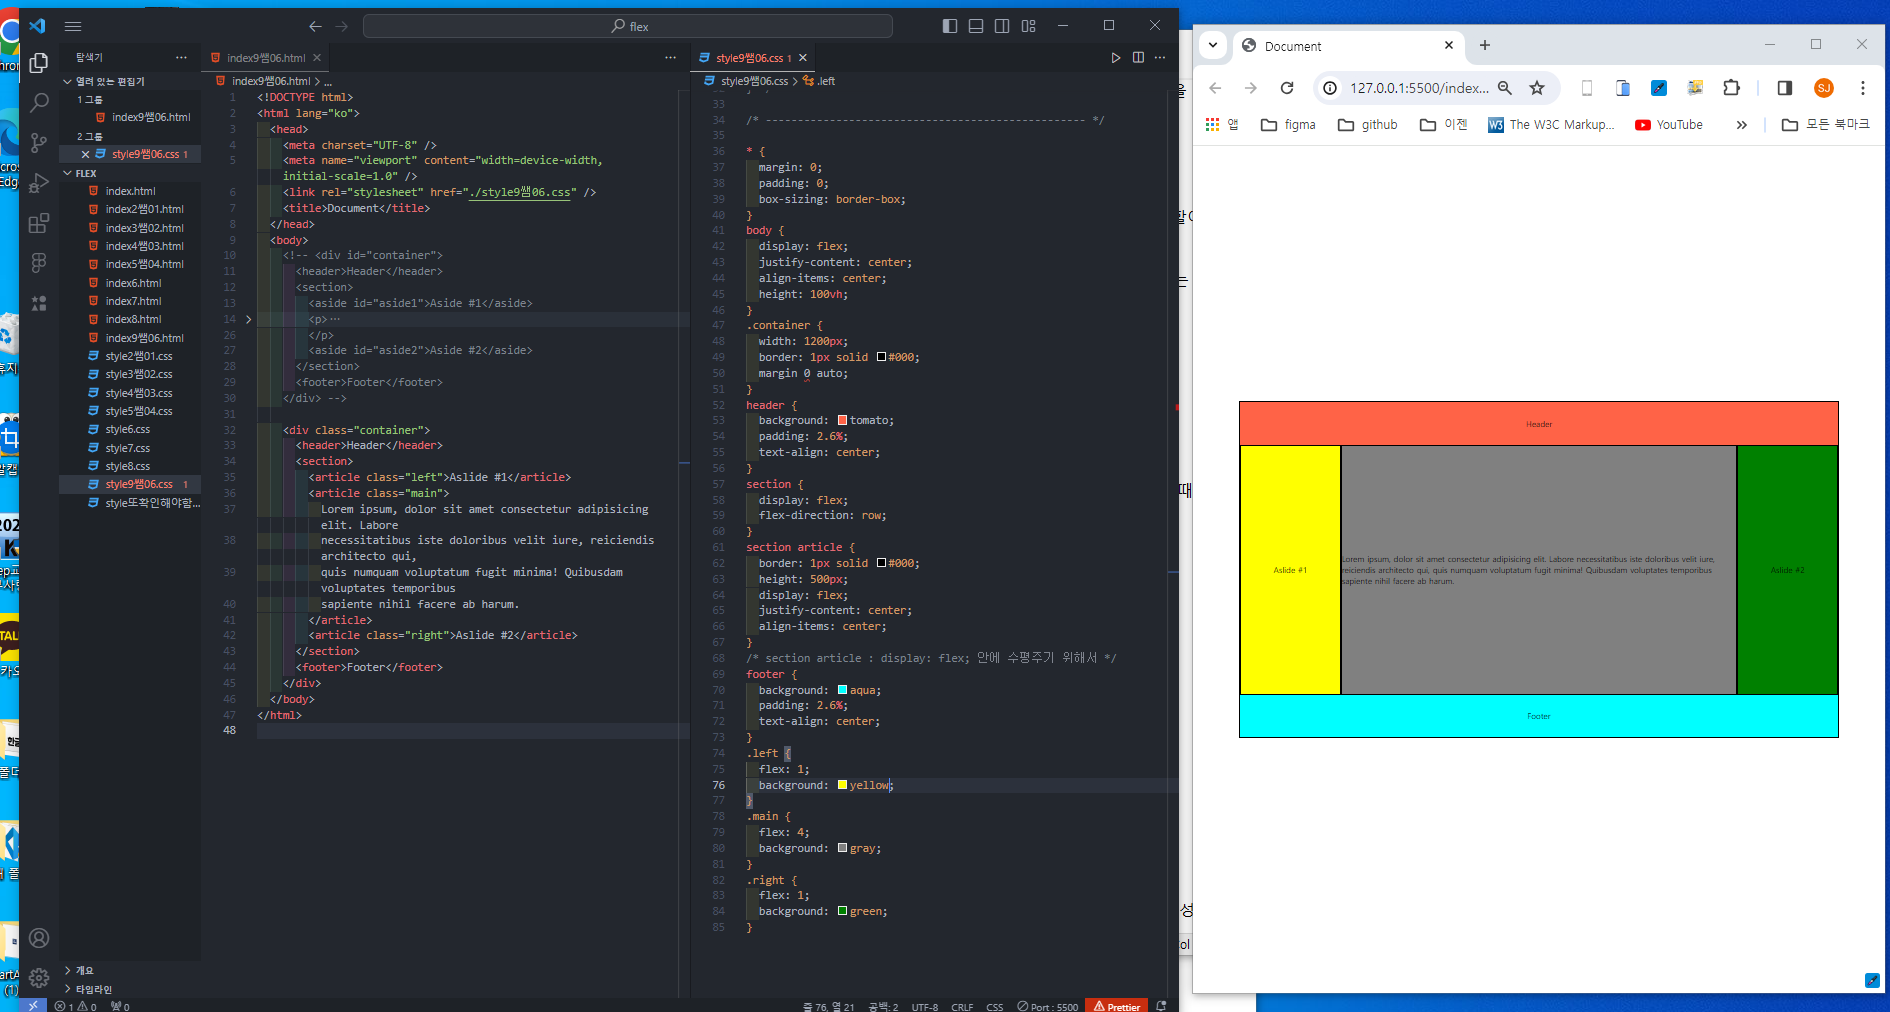 flex
탐색기
열려 있는 편집기
1 그룹
index9쌤06.html
2 그룹
style9쌤06.css 1
FLEX
index.html
index2쌤01.html
index3쌤02.html
index4쌤03.html
index5쌤04.html
index6.html
index7.html
index8.html
index9쌤06.html
style2쌤01.css
style3쌤02.css
style4쌤03.css
style5쌤04.css
style6.css
style7.css
style8.css
style9쌤06.css 1
style또확인해야함...
개요
타임라인
index9쌤06.html
index9쌤06.html > ...
1 <!DOCTYPE html>
2 <html lang="ko">
3 <head>
4 <meta charset="UTF-8" />
5 <meta name="viewport" content="width=device-width,
initial-scale=1.0" />
6 <link rel="stylesheet" href="./style9쌤06.css" />
7 <title>Document</title>
8 </head>
9 <body>
10 <!-- <div id="container">
11 <header>Header</header>
12 <section>
13 <aside id="aside1">Aside #1</aside>
14 <p>...
26 </p>
27 <aside id="aside2">Aside #2</aside>
28 </section>
29 <footer>Footer</footer>
30 </div> -->
31
32 <div class="container">
33 <header>Header</header>
34 <section>
35 <article class="left">Aslide #1</article>
36 <article class="main">
37 Lorem ipsum, dolor sit amet consectetur adipisicing
elit. Labore
38 necessitatibus iste doloribus velit iure, reiciendis
architecto qui,
39 quis numquam voluptatum fugit minima! Quibusdam
voluptates temporibus
40 sapiente nihil facere ab harum.
41 </article>
42 <article class="right">Aslide #2</article>
43 </section>
44 <footer>Footer</footer>
45 </div>
46 </body>
47 </html>
48
style9쌤06.css 1
style9쌤06.css > .left
33
34 /* -------------------------------------------------- */
35
36 * {
37 margin: 0;
38 padding: 0;
39 box-sizing: border-box;
40 }
41 body {
42 display: flex;
43 justify-content: center;
44 align-items: center;
45 height: 100vh;
46 }
47 .container {
48 width: 1200px;
49 border: 1px solid #000;
50 margin 0 auto;
51 }
52 header {
53 background: tomato;
54 padding: 2.6%;
55 text-align: center;
56 }
57 section {
58 display: flex;
59 flex-direction: row;
60 }
61 section article {
62 border: 1px solid #000;
63 height: 500px;
64 display: flex;
65 justify-content: center;
66 align-items: center;
67 }
68 /* section article : display: flex; 안에 수평주기 위해서 */
69 footer {
70 background: aqua;
71 padding: 2.6%;
72 text-align: center;
73 }
74 .left {
75 flex: 1;
76 background: yellow;
77 }
78 .main {
79 flex: 4;
80 background: gray;
81 }
82 .right {
83 flex: 1;
84 background: green;
85 }
1 0
0
줄 76, 열 21
공백: 2
UTF-8
CRLF
CSS
Port : 5500
Prettier
Document
127.0.0.1:5500/index...
SJ
앱
figma
github
이젠
W3 The W3C Markup...
YouTube
»
모든 북마크
Header
Aslide #1
Lorem ipsum, dolor sit amet consectetur adipisicing elit. Labore necessitatibus iste doloribus velit iure,
reiciendis architecto qui, quis numquam voluptatum fugit minima! Quibusdam voluptates temporibus
sapiente nihil facere ab harum.
Aslide #2
Footer